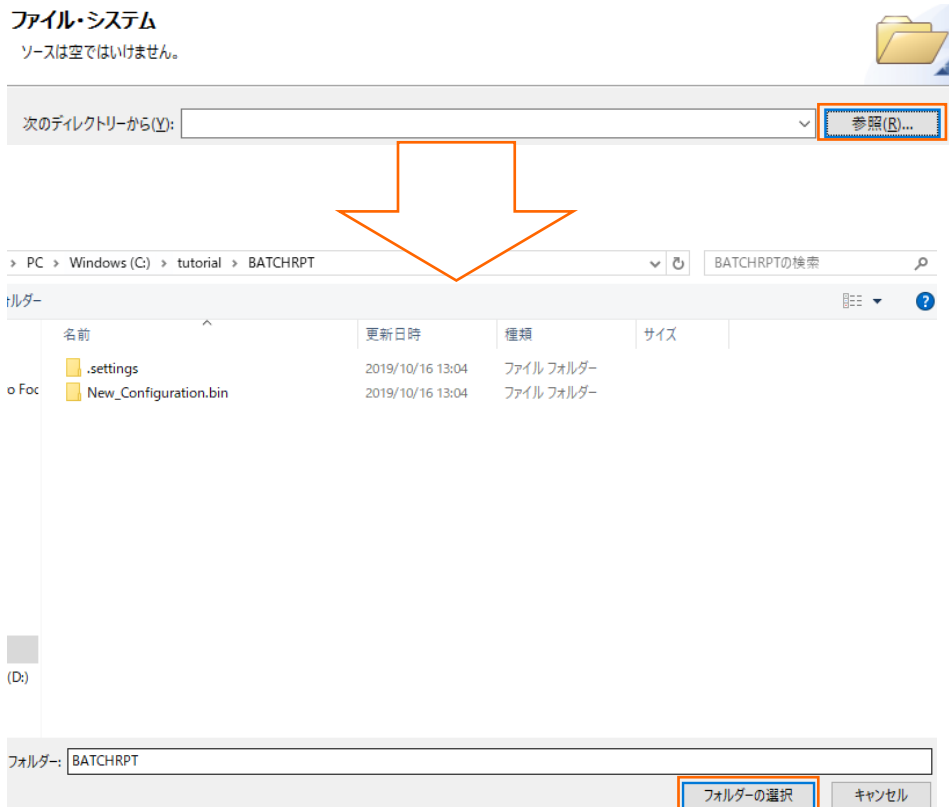 ファイル・システム
ソースは空ではいけません。
次のディレクトリーから(Y): 参照(R)...
> PC > Windows (C:) > tutorial > BATCHRPT BATCHRPTの検索
ォルダー
名前 更新日時 種類 サイズ
.settings 2019/10/16 13:04 ファイル フォルダー
o Foc New_Configuration.bin 2019/10/16 13:04 ファイル フォルダー
(D:)
フォルダー: BATCHRPT
フォルダーの選択 キャンセル